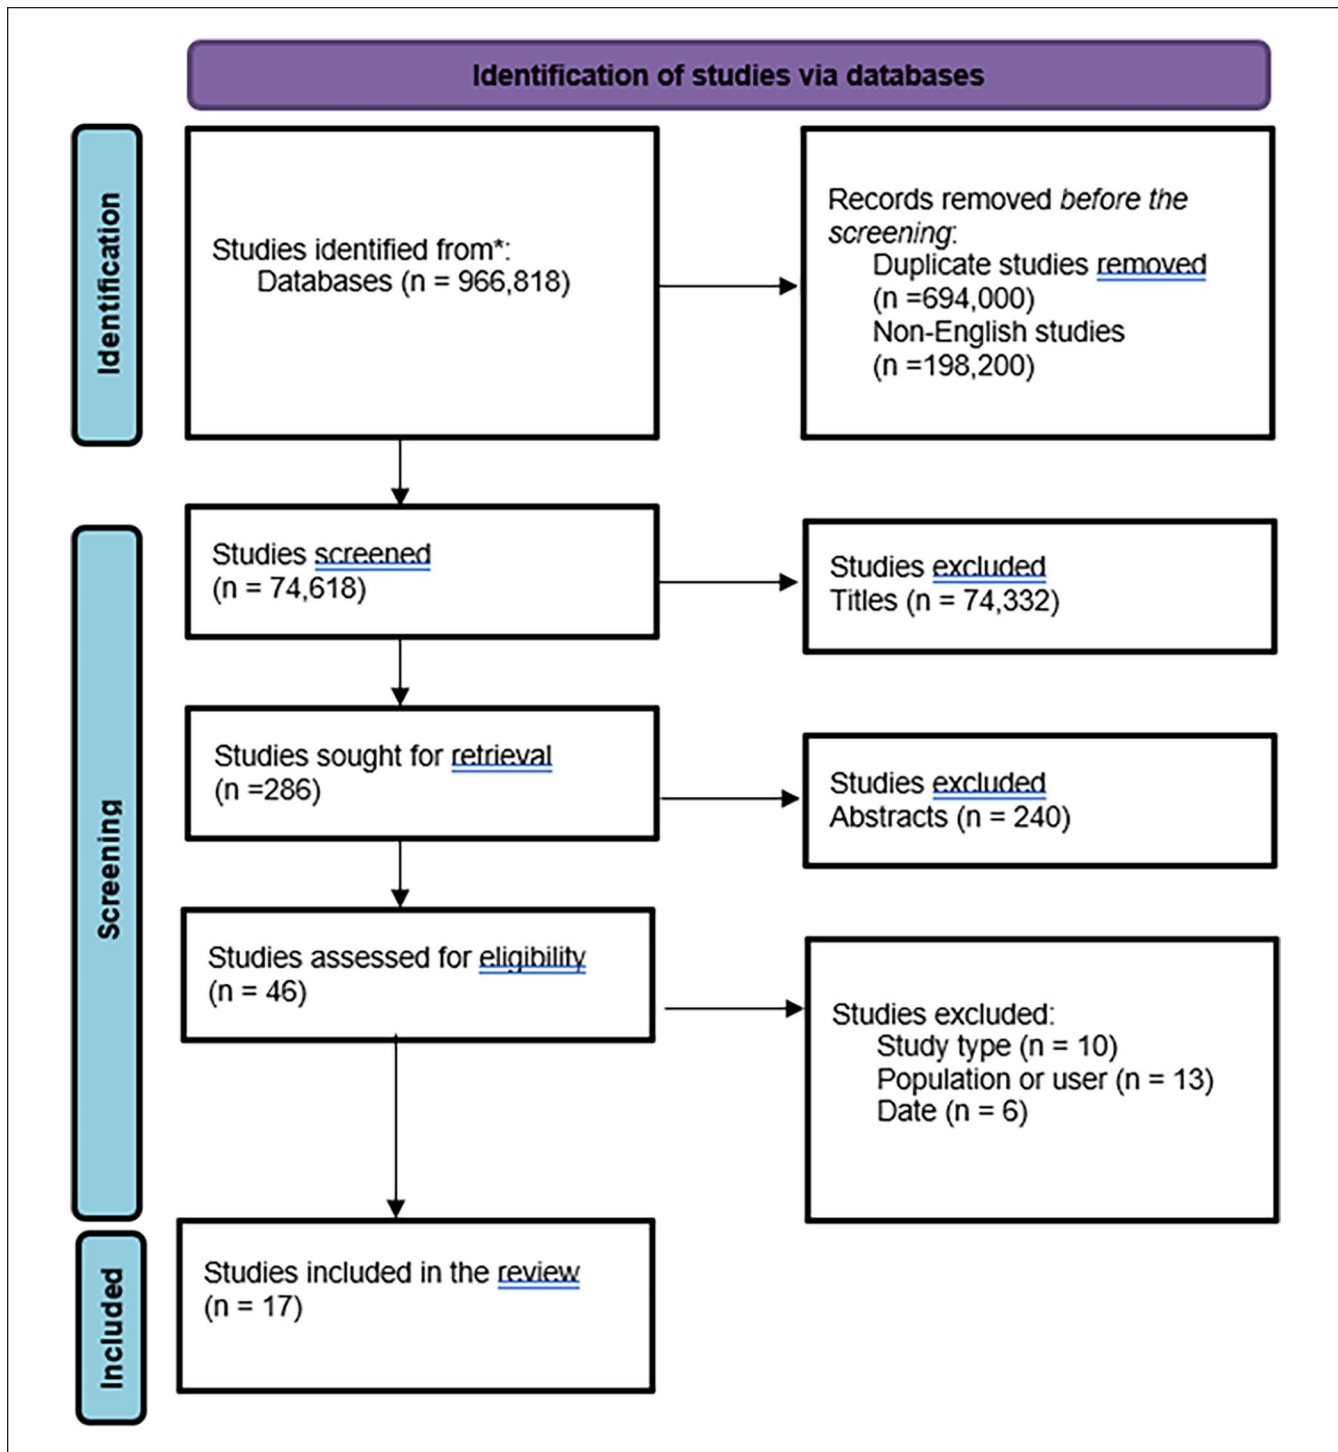 Identification of studies via databases
Identification
Studies identified from*:
Databases (n = 966,818)
Records removed before the
screening:
Duplicate studies removed
(n =694,000)
Non-English studies
(n =198,200)
Screening
Studies screened
(n = 74,618)
Studies excluded
Titles (n = 74,332)
Studies sought for retrieval
(n =286)
Studies excluded
Abstracts (n = 240)
Studies assessed for eligibility
(n = 46)
Studies excluded:
Study type (n = 10)
Population or user (n = 13)
Date (n = 6)
Included
Studies included in the review
(n = 17)